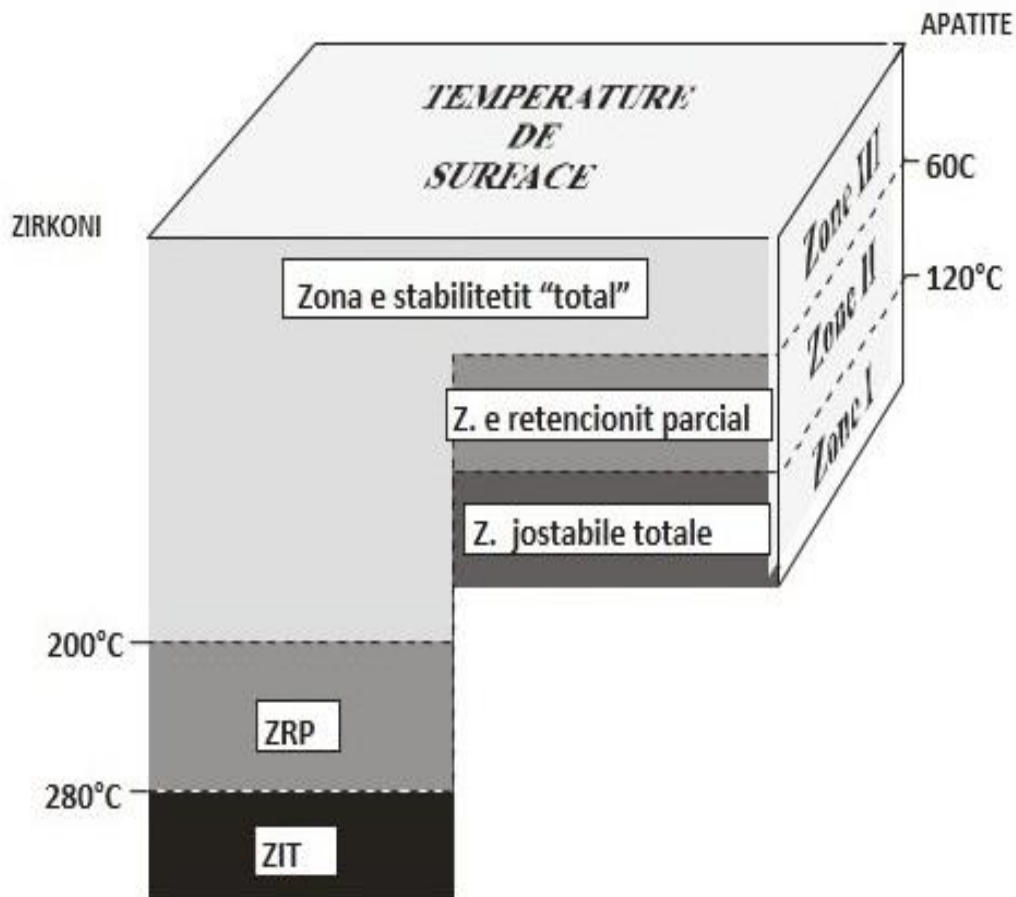 APATITE
TEMPERATURE
DE
SURFACE
ZIRKONI
Zone III
60C
Zona e stabilitetit “total”
Zone II
120°C
Z. e retencionit parcial
Zone I
Z. jostabile totale
200°C
ZRP
280°C
ZIT